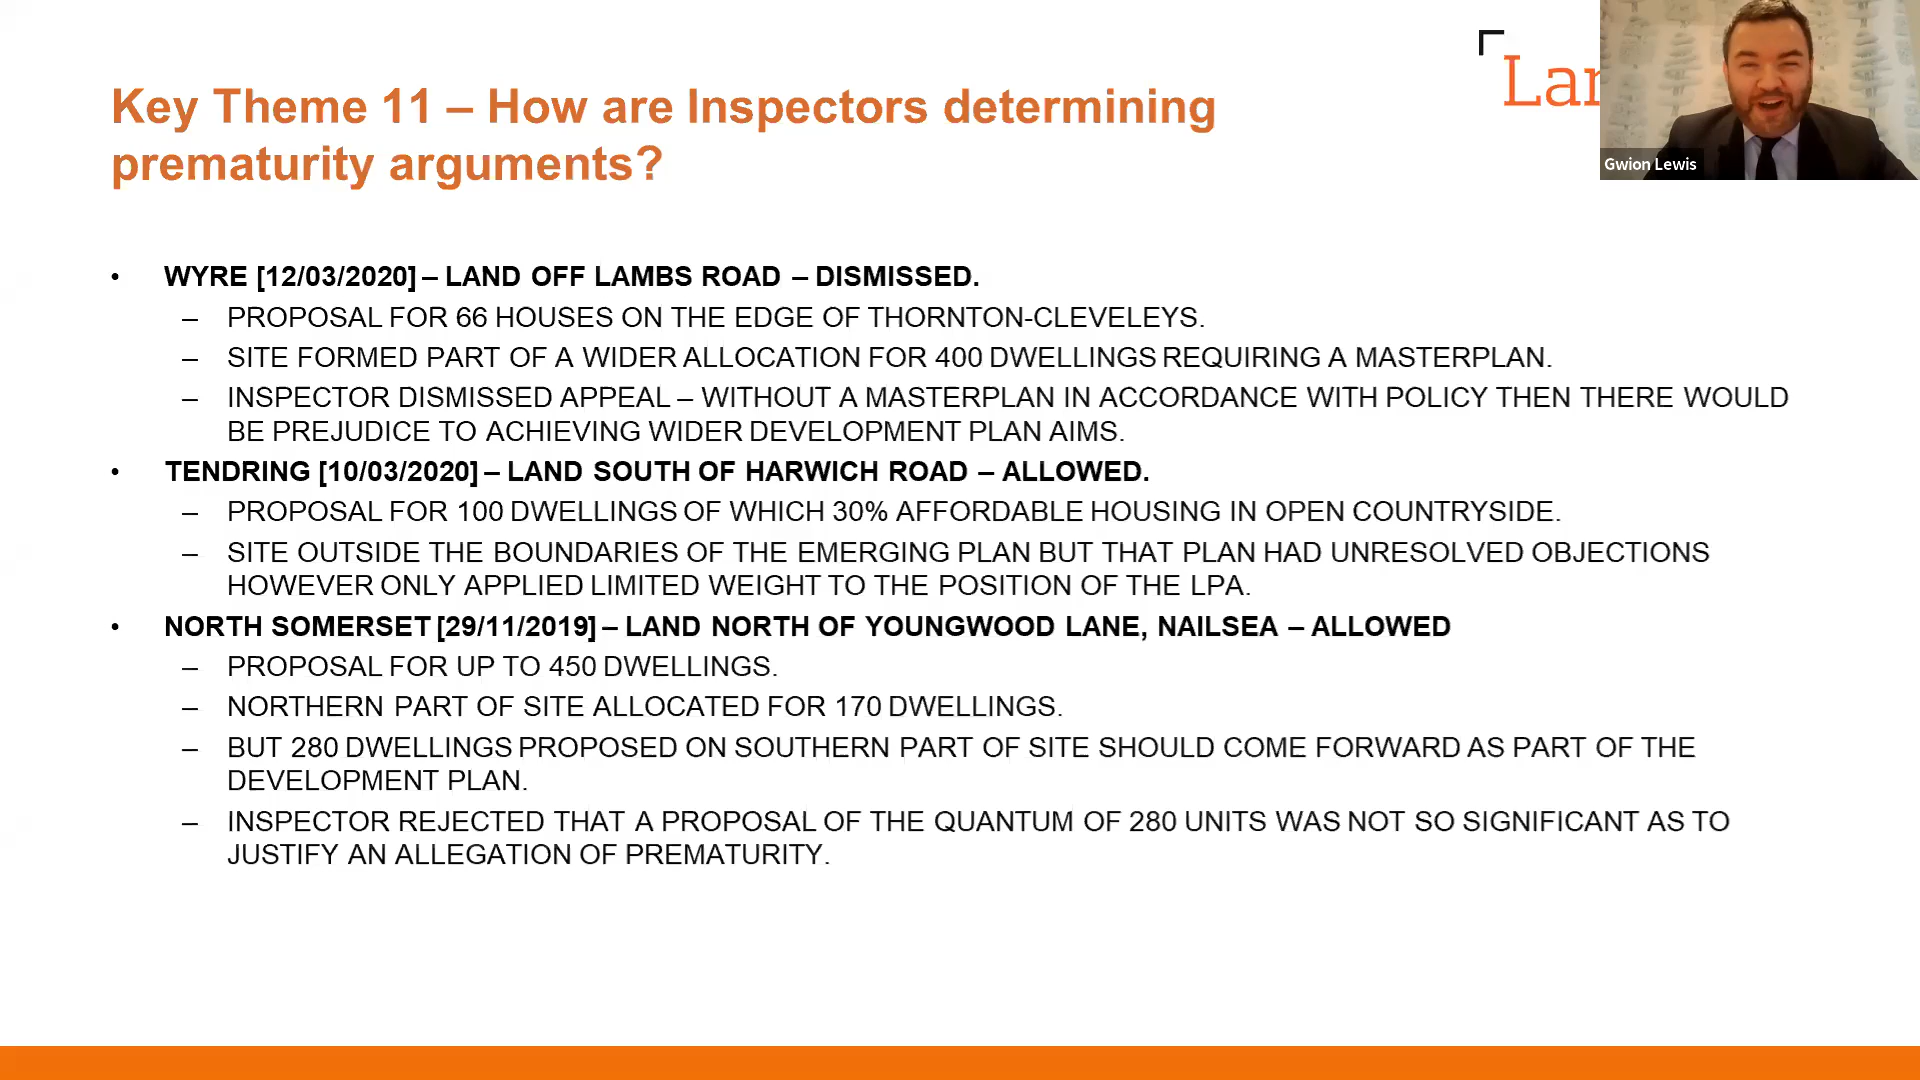 Key Theme 11 – How are Inspectors determining
prematurity arguments?
Lan
Gwion Lewis
• WYRE [12/03/2020] – LAND OFF LAMBS ROAD – DISMISSED.
– PROPOSAL FOR 66 HOUSES ON THE EDGE OF THORNTON-CLEVELEYS.
– SITE FORMED PART OF A WIDER ALLOCATION FOR 400 DWELLINGS REQUIRING A MASTERPLAN.
– INSPECTOR DISMISSED APPEAL – WITHOUT A MASTERPLAN IN ACCORDANCE WITH POLICY THEN THERE WOULD
BE PREJUDICE TO ACHIEVING WIDER DEVELOPMENT PLAN AIMS.
• TENDRING [10/03/2020] – LAND SOUTH OF HARWICH ROAD – ALLOWED.
– PROPOSAL FOR 100 DWELLINGS OF WHICH 30% AFFORDABLE HOUSING IN OPEN COUNTRYSIDE.
– SITE OUTSIDE THE BOUNDARIES OF THE EMERGING PLAN BUT THAT PLAN HAD UNRESOLVED OBJECTIONS
HOWEVER ONLY APPLIED LIMITED WEIGHT TO THE POSITION OF THE LPA.
• NORTH SOMERSET [29/11/2019] – LAND NORTH OF YOUNGWOOD LANE, NAILSEA – ALLOWED
– PROPOSAL FOR UP TO 450 DWELLINGS.
– NORTHERN PART OF SITE ALLOCATED FOR 170 DWELLINGS.
– BUT 280 DWELLINGS PROPOSED ON SOUTHERN PART OF SITE SHOULD COME FORWARD AS PART OF THE
DEVELOPMENT PLAN.
– INSPECTOR REJECTED THAT A PROPOSAL OF THE QUANTUM OF 280 UNITS WAS NOT SO SIGNIFICANT AS TO
JUSTIFY AN ALLEGATION OF PREMATURITY.